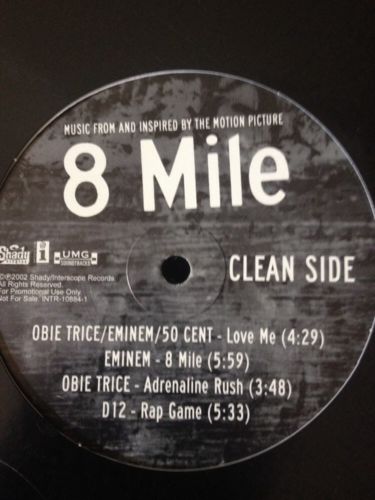 MUSIC FROM AND INSPIRED BY THE MOTION PICTURE
8 Mile
Shady RECORDS i UMG SOUNDTRACKS
©℗2002 Shady/Interscope Records
All Rights Reserved.
For Promotional Use Only
Not For Sale. INTR-10884-1
CLEAN SIDE
OBIE TRICE/EMINEM/50 CENT - Love Me (4:29)
EMINEM - 8 Mile (5:59)
OBIE TRICE - Adrenaline Rush (3:48)
D12 - Rap Game (5:33)